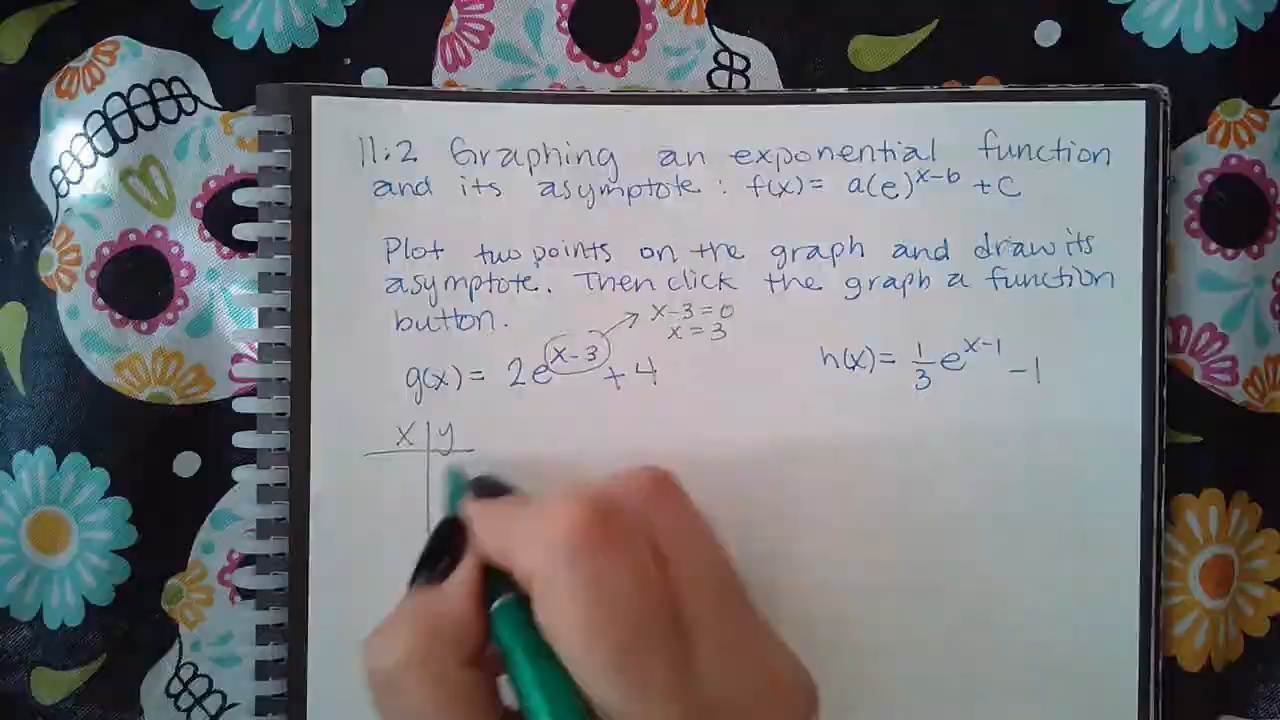 11.2 Graphing an exponential function
and its asymptote: f(x) = a(e)^x-b + c
Plot two points on the graph and draw its
asymptote. Then click the graph a function
button.
x-3=0
x=3
g(x) = 2e^x-3 + 4
h(x) = 1/3 e^x-1 - 1
x | y